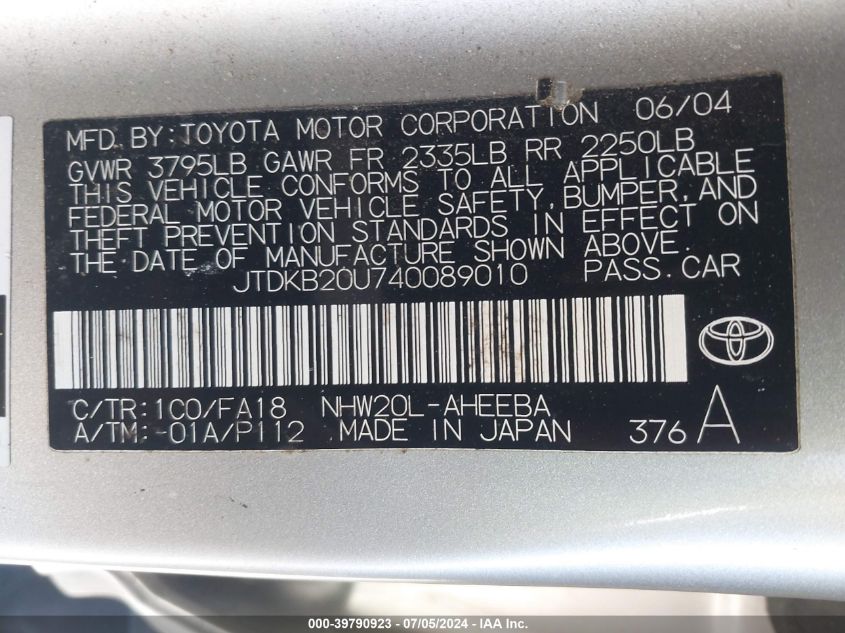 MFD. BY: TOYOTA MOTOR CORPORATION 06/04
GVWR 3795LB GAWR FR 2335LB RR 2250LB
THIS VEHICLE CONFORMS TO ALL APPLICABLE
FEDERAL MOTOR VEHICLE SAFETY, BUMPER, AND
THEFT PREVENTION STANDARDS IN EFFECT ON
THE DATE OF MANUFACTURE SHOWN ABOVE.
JTDKB20U740089010 PASS. CAR
C/TR: 1C0/FA18 NHW20L-AHEEBA
A/TM: -01A/P112 MADE IN JAPAN 376 A
000-39790923 - 07/05/2024 - IAA Inc.